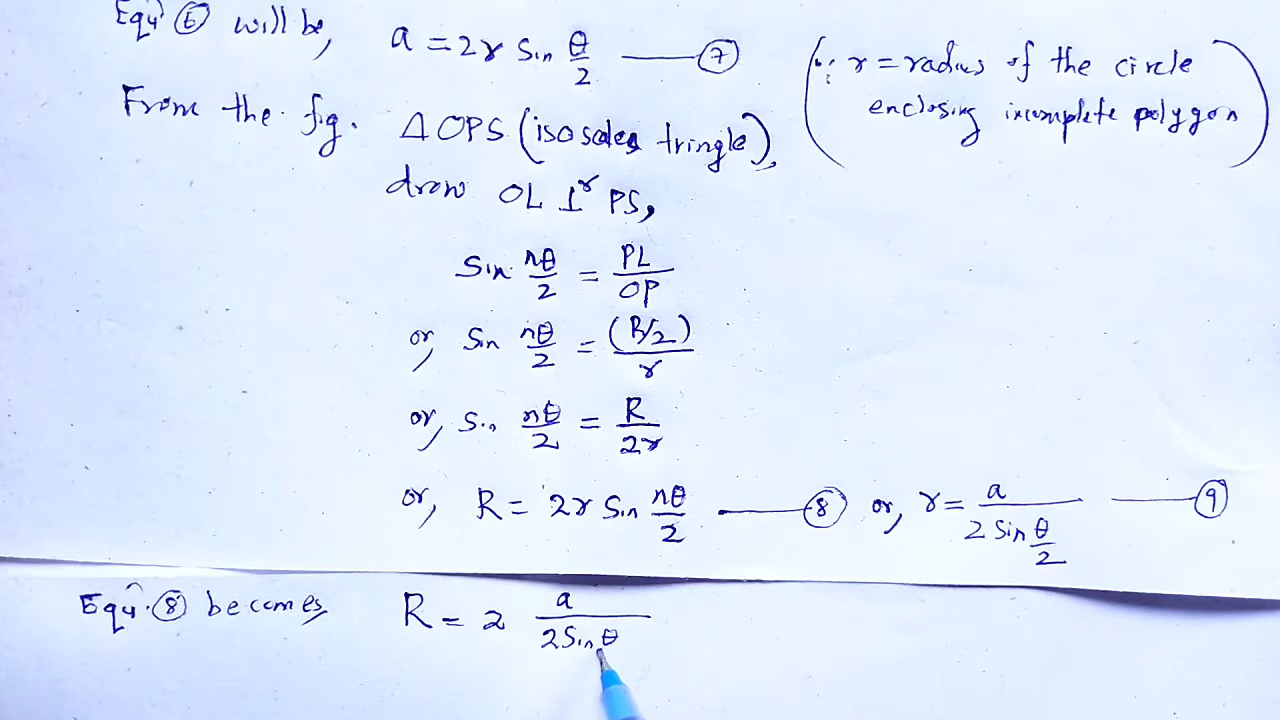 Equⁿ ⑥ will be, a = 2r Sin θ/2 —— ⑦ (∵ r = radius of the circle
enclosing incomplete polygon)
From the fig. Δ OPS (isosales tringle),
draw OL ⊥ʳ PS,
Sin nθ/2 = PL/OP
or, Sin nθ/2 = (R/2)/r
or, Sin nθ/2 = R/2r
or, R = 2r Sin nθ/2 —— ⑧ or, r = a/(2 Sin θ/2) —— ⑨
Equⁿ. ⑧ becomes R = 2 a/(2 Sin θ)